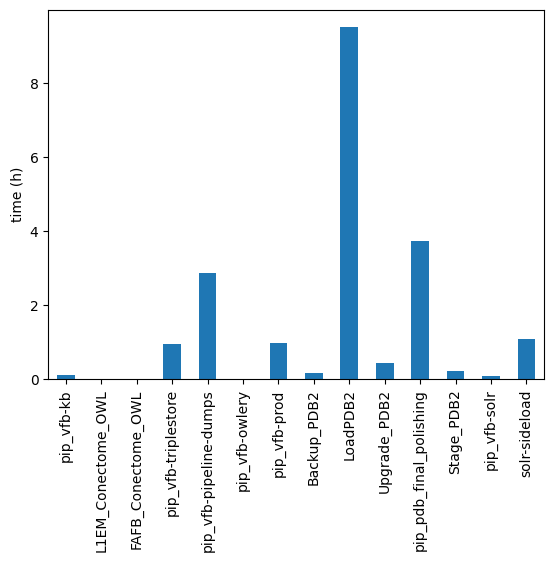 time (h)
8
6
4
2
0
pip_vfb-kb
L1EM_Conectome_OWL
FAFB_Conectome_OWL
pip_vfb-triplestore
pip_vfb-pipeline-dumps
pip_vfb-owlery
pip_vfb-prod
Backup_PDB2
LoadPDB2
Upgrade_PDB2
pip_pdb_final_polishing
Stage_PDB2
pip_vfb-solr
solr-sideload